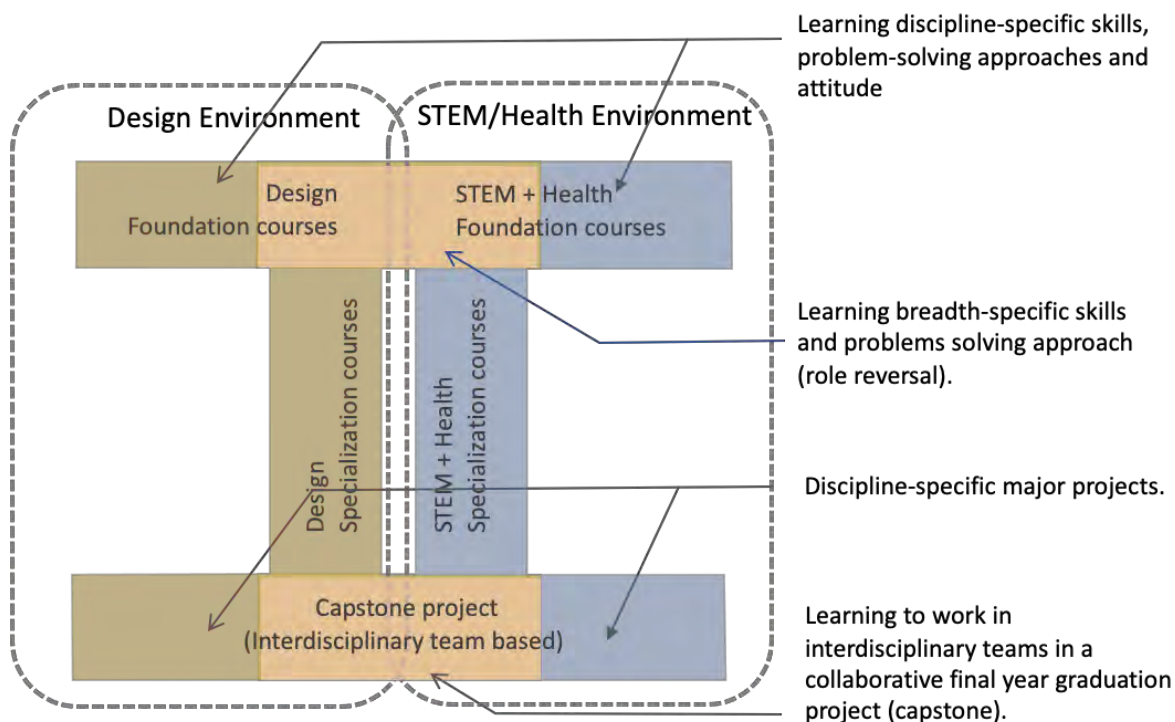 Learning discipline-specific skills,
problem-solving approaches and
attitude
Design Environment
STEM/Health Environment
Design
Foundation courses
STEM + Health
Foundation courses
Design
Specialization courses
STEM + Health
Specialization courses
Learning breadth-specific skills
and problems solving approach
(role reversal).
Discipline-specific major projects.
Capstone project
(Interdisciplinary team based)
Learning to work in
interdisciplinary teams in a
collaborative final year graduation
project (capstone).